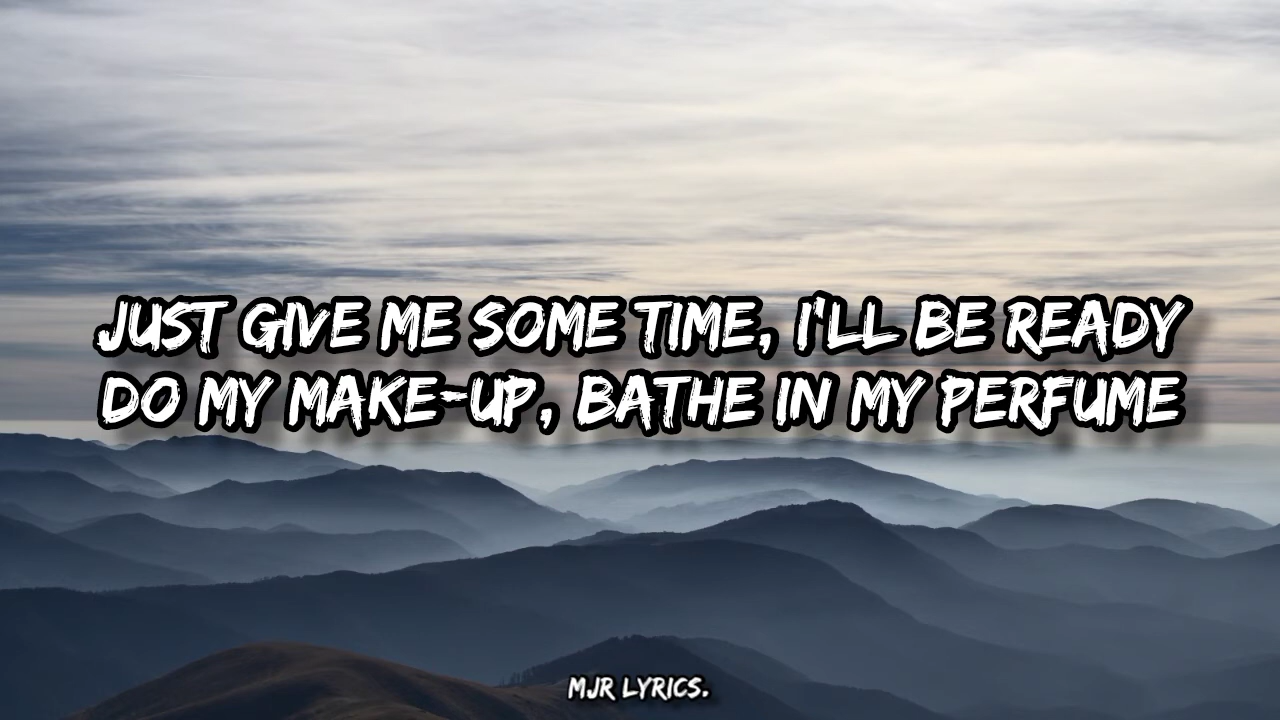 JUST GIVE ME SOME TIME, I'LL BE READY
DO MY MAKE-UP, BATHE IN MY PERFUME
MJR LYRICS.